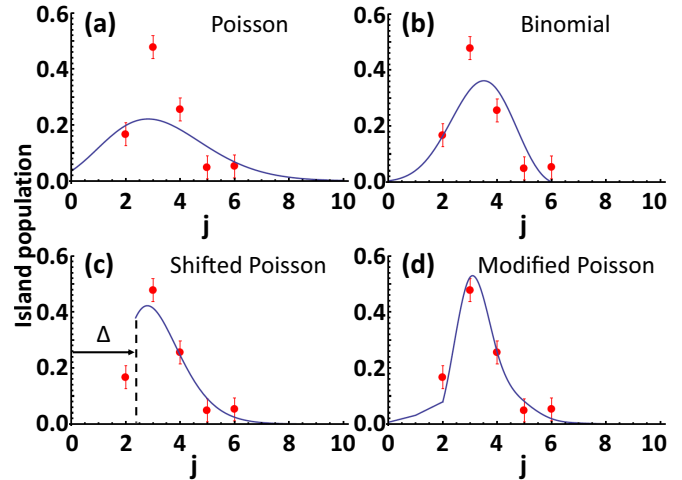 (a) Poisson
(b) Binomial
0.6
0.4
0.2
0.0
0 2 4 6 8 10
j
0.6
0.4
0.2
0.0
0 2 4 6 8 10
j
Island population
(c) Shifted Poisson
(d) Modified Poisson
0.6
0.4
0.2
0.0
Δ
0 2 4 6 8 10
j
0.6
0.4
0.2
0.0
0 2 4 6 8 10
j